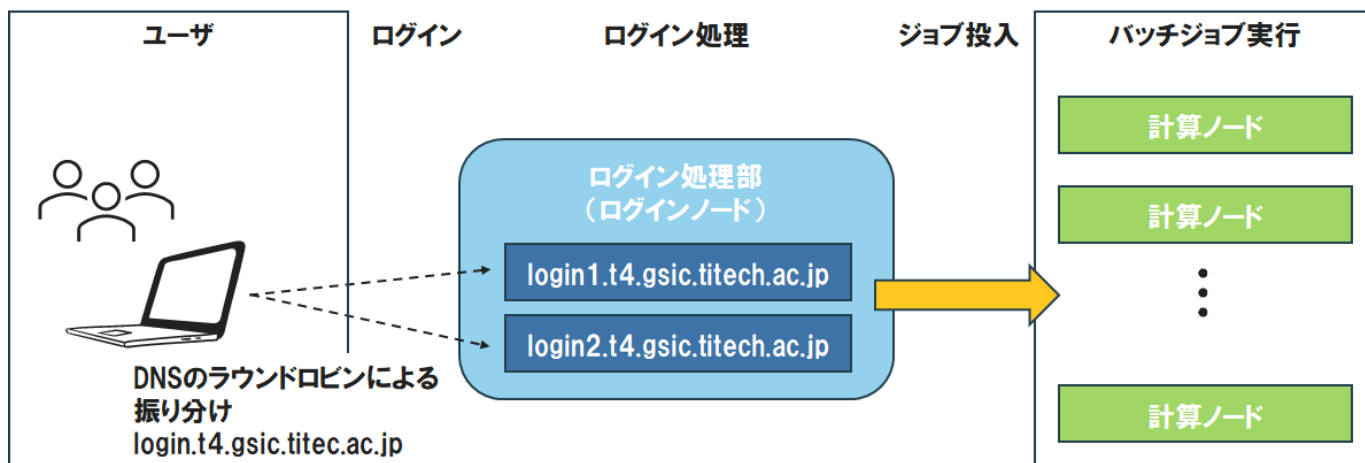 ユーザ
ログイン
ログイン処理
ジョブ投入
バッチジョブ実行
計算ノード
ログイン処理部
(ログインノード)
計算ノード
login1.t4.gsic.titech.ac.jp
login2.t4.gsic.titech.ac.jp
DNSのラウンドロビンによる
振り分け
login.t4.gsic.titec.ac.jp
計算ノード